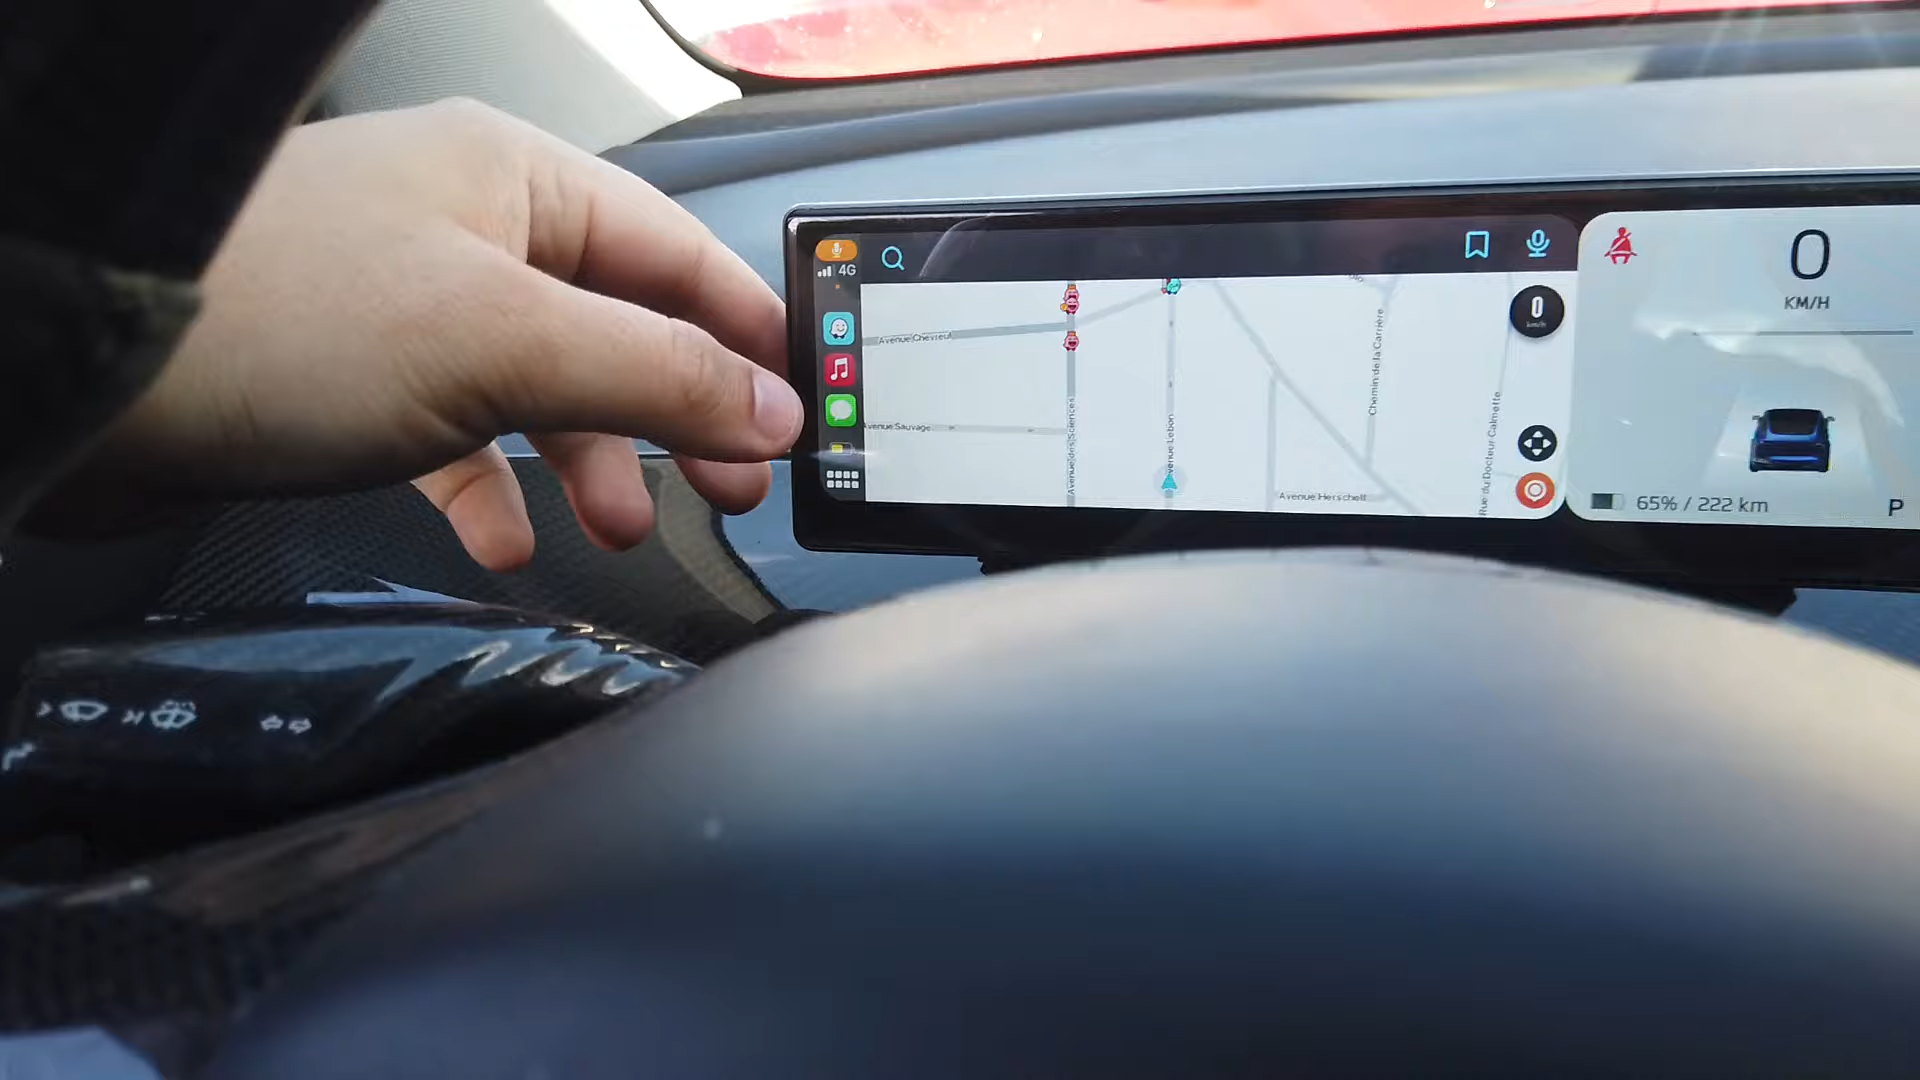 4G
0
km/h
Avenue Chevreul
Avenue Sauvage
Avenue des Sciences
Avenue Lebon
Chemin de la Carrière
Rue du Docteur Calmette
Avenue Herschell
0
KM/H
65% / 222 km
P